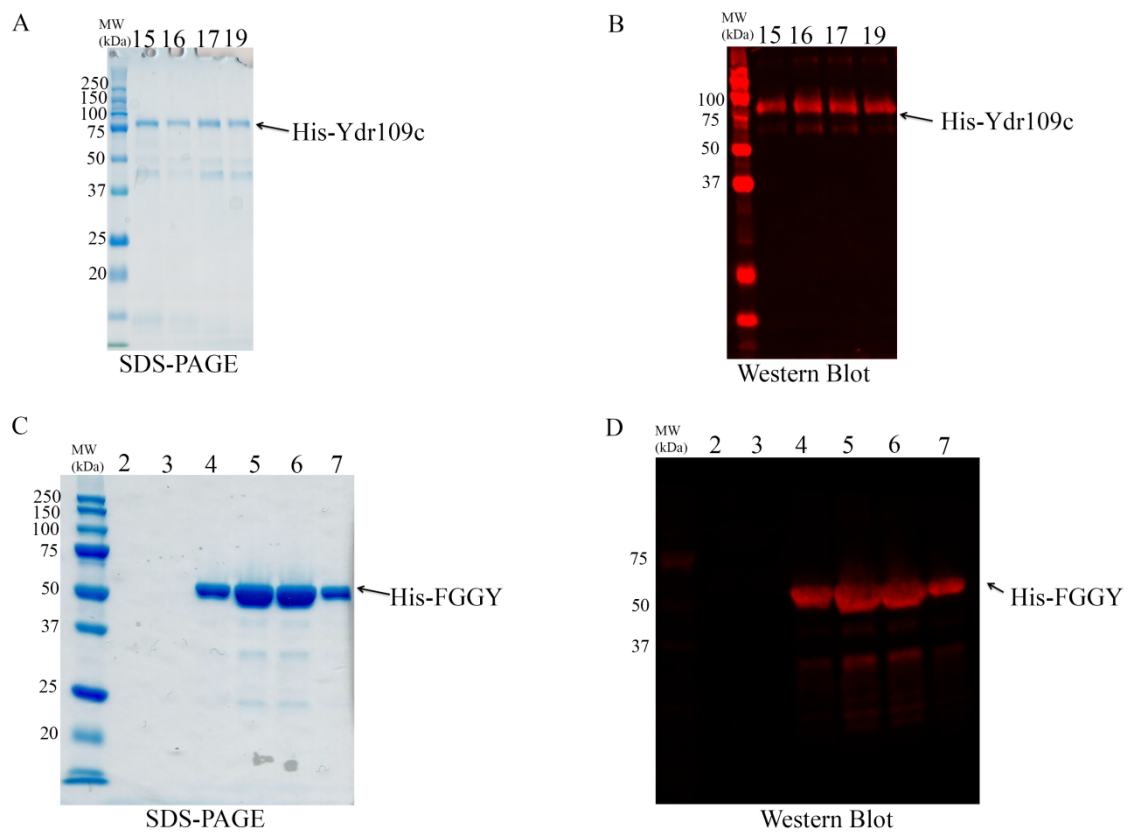 A
MW
(kDa)
15 16 17 19
250
150
100
75
50
37
25
20
His-Ydr109c
SDS-PAGE
B
MW
(kDa)
15 16 17 19
100
75
50
37
His-Ydr109c
Western Blot
C
MW
(kDa)
2 3 4 5 6 7
250
150
100
75
50
37
25
20
His-FGGY
SDS-PAGE
D
MW
(kDa)
2 3 4 5 6 7
75
50
37
His-FGGY
Western Blot